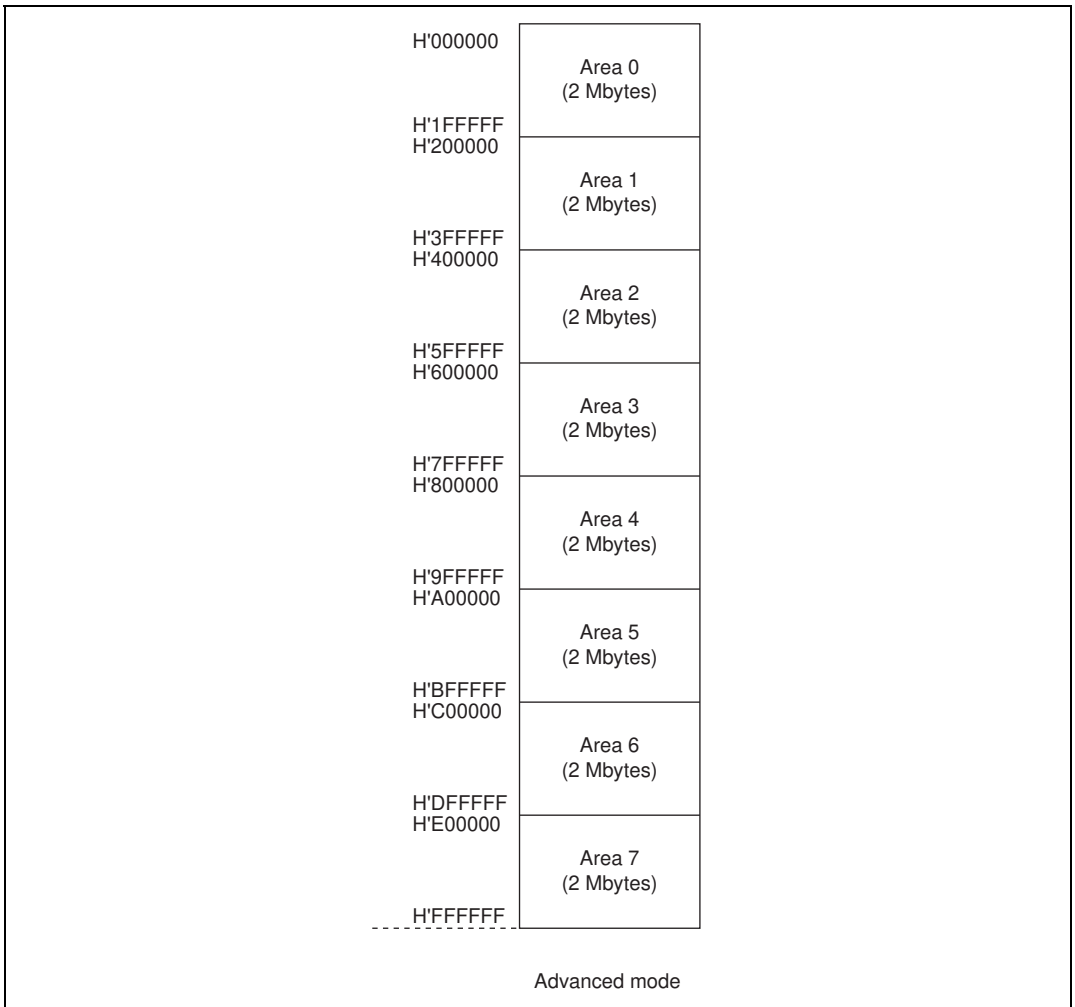 H'000000
Area 0
(2 Mbytes)
H'1FFFFF
H'200000
Area 1
(2 Mbytes)
H'3FFFFF
H'400000
Area 2
(2 Mbytes)
H'5FFFFF
H'600000
Area 3
(2 Mbytes)
H'7FFFFF
H'800000
Area 4
(2 Mbytes)
H'9FFFFF
H'A00000
Area 5
(2 Mbytes)
H'BFFFFF
H'C00000
Area 6
(2 Mbytes)
H'DFFFFF
H'E00000
Area 7
(2 Mbytes)
H'FFFFFF
Advanced mode